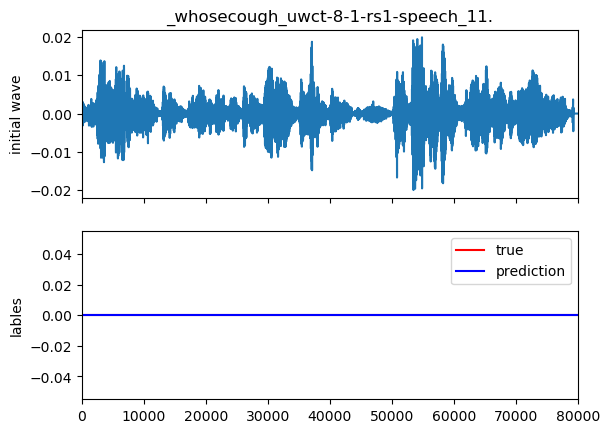 _whosecough_uwct-8-1-rs1-speech_11.
initial wave
0.02
0.01
0.00
−0.01
−0.02
lables
0.04
0.02
0.00
−0.02
−0.04
true
prediction
0 10000 20000 30000 40000 50000 60000 70000 80000